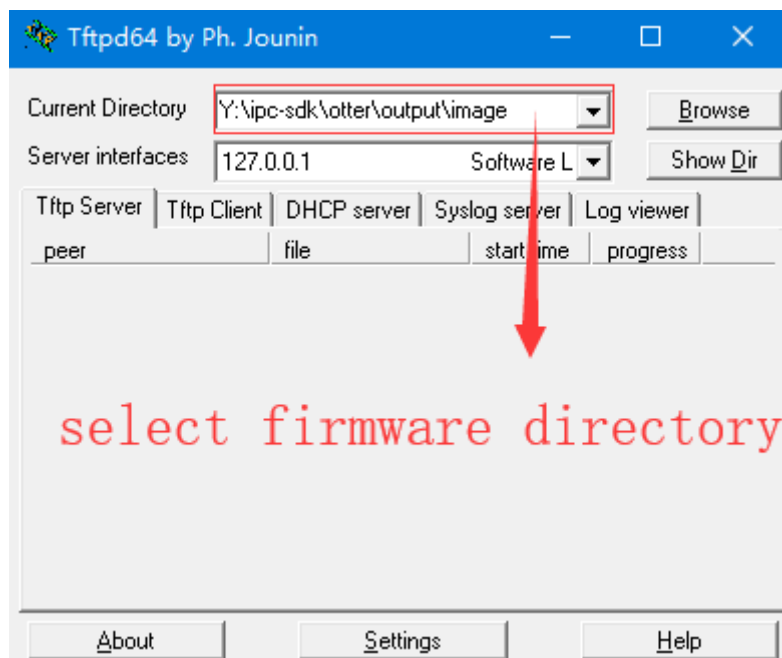 Tftpd64 by Ph. Jounin
Current Directory Y:\ipc-sdk\otter\output\image Browse
Server interfaces 127.0.0.1 Software L Show Dir
Tftp Server Tftp Client DHCP server Syslog server Log viewer
peer file start time progress
select firmware directory
About Settings Help